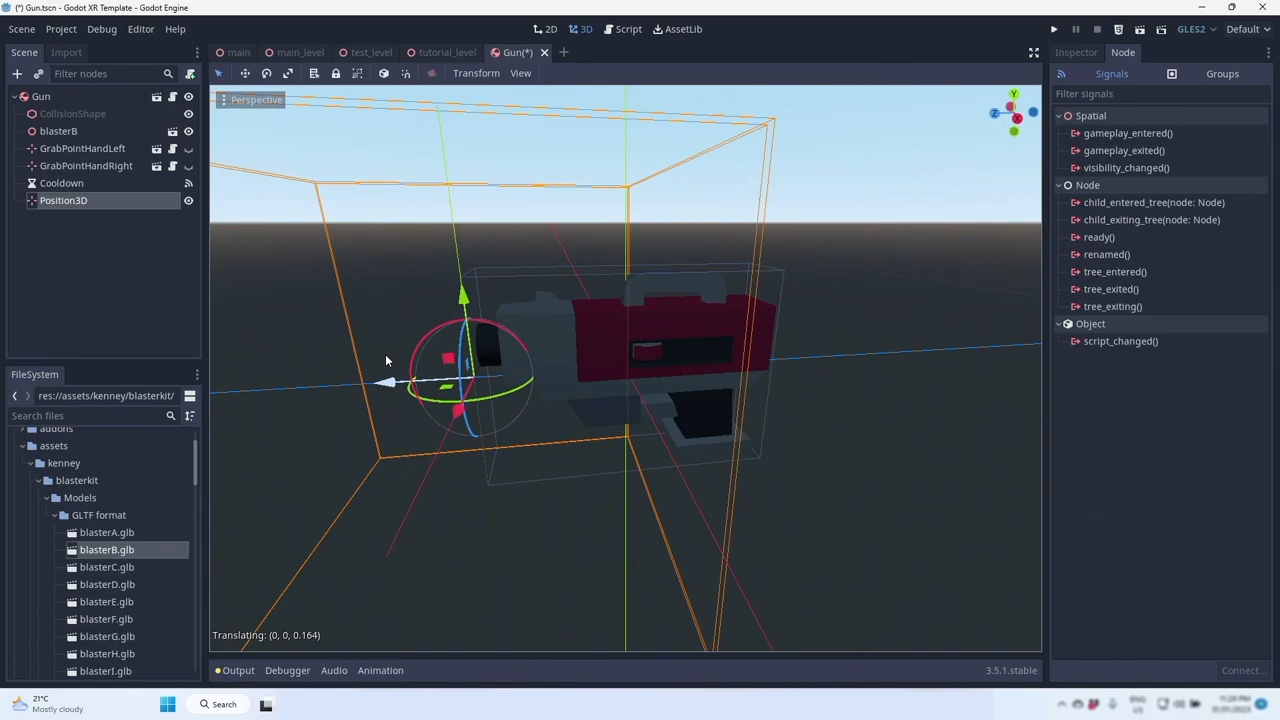 (*) Gun.tscn - Godot XR Template - Godot Engine
Scene Project Debug Editor Help
2D 3D Script AssetLib
GLES2 Default
Scene Import
main main_level test_level tutorial_level Gun(*)
Inspector Node
Filter nodes
Transform View
Signals Groups
Perspective
Y
Z
X
Filter signals
Gun
CollisionShape
blasterB
GrabPointHandLeft
GrabPointHandRight
Cooldown
Position3D
Spatial
gameplay_entered()
gameplay_exited()
visibility_changed()
Node
child_entered_tree(node: Node)
child_exiting_tree(node: Node)
ready()
renamed()
tree_entered()
tree_exited()
tree_exiting()
Object
script_changed()
FileSystem
res://assets/kenney/blasterkit/
Search files
addons
assets
kenney
blasterkit
Models
GLTF format
blasterA.glb
blasterB.glb
blasterC.glb
blasterD.glb
blasterE.glb
blasterF.glb
blasterG.glb
blasterH.glb
blasterI.glb
Translating: (0, 0, 0.164)
Output Debugger Audio Animation
3.5.1.stable
Connect...
21°C
Mostly cloudy
Search